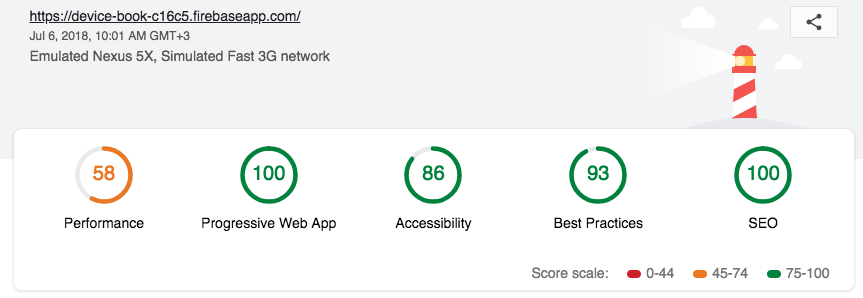 https://device-book-c16c5.firebaseapp.com/
Jul 6, 2018, 10:01 AM GMT+3
Emulated Nexus 5X, Simulated Fast 3G network
58 100 86 93 100
Performance Progressive Web App Accessibility Best Practices SEO
Score scale: 0-44 45-74 75-100